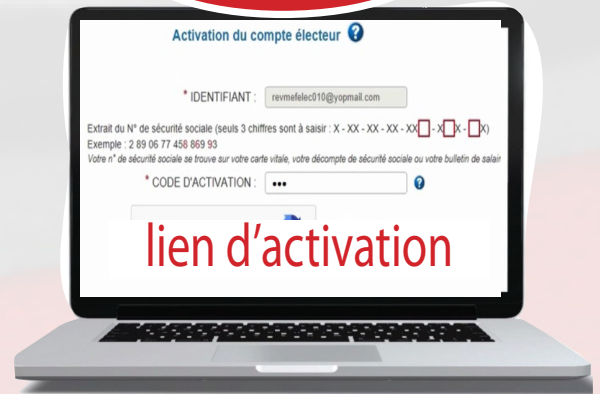 Activation du compte électeur ?
* IDENTIFIANT : revmefelec010@yopmail.com
Extrait du N° de sécurité sociale (seuls 3 chiffres sont à saisir : X - XX - XX - XX - XX☐ - X☐X - ☐X)
Exemple : 2 89 06 77 458 869 93
Votre n° de sécurité sociale se trouve sur votre carte vitale, votre décompte de sécurité sociale ou votre bulletin de salair
* CODE D'ACTIVATION : ••• ?
lien d'activation